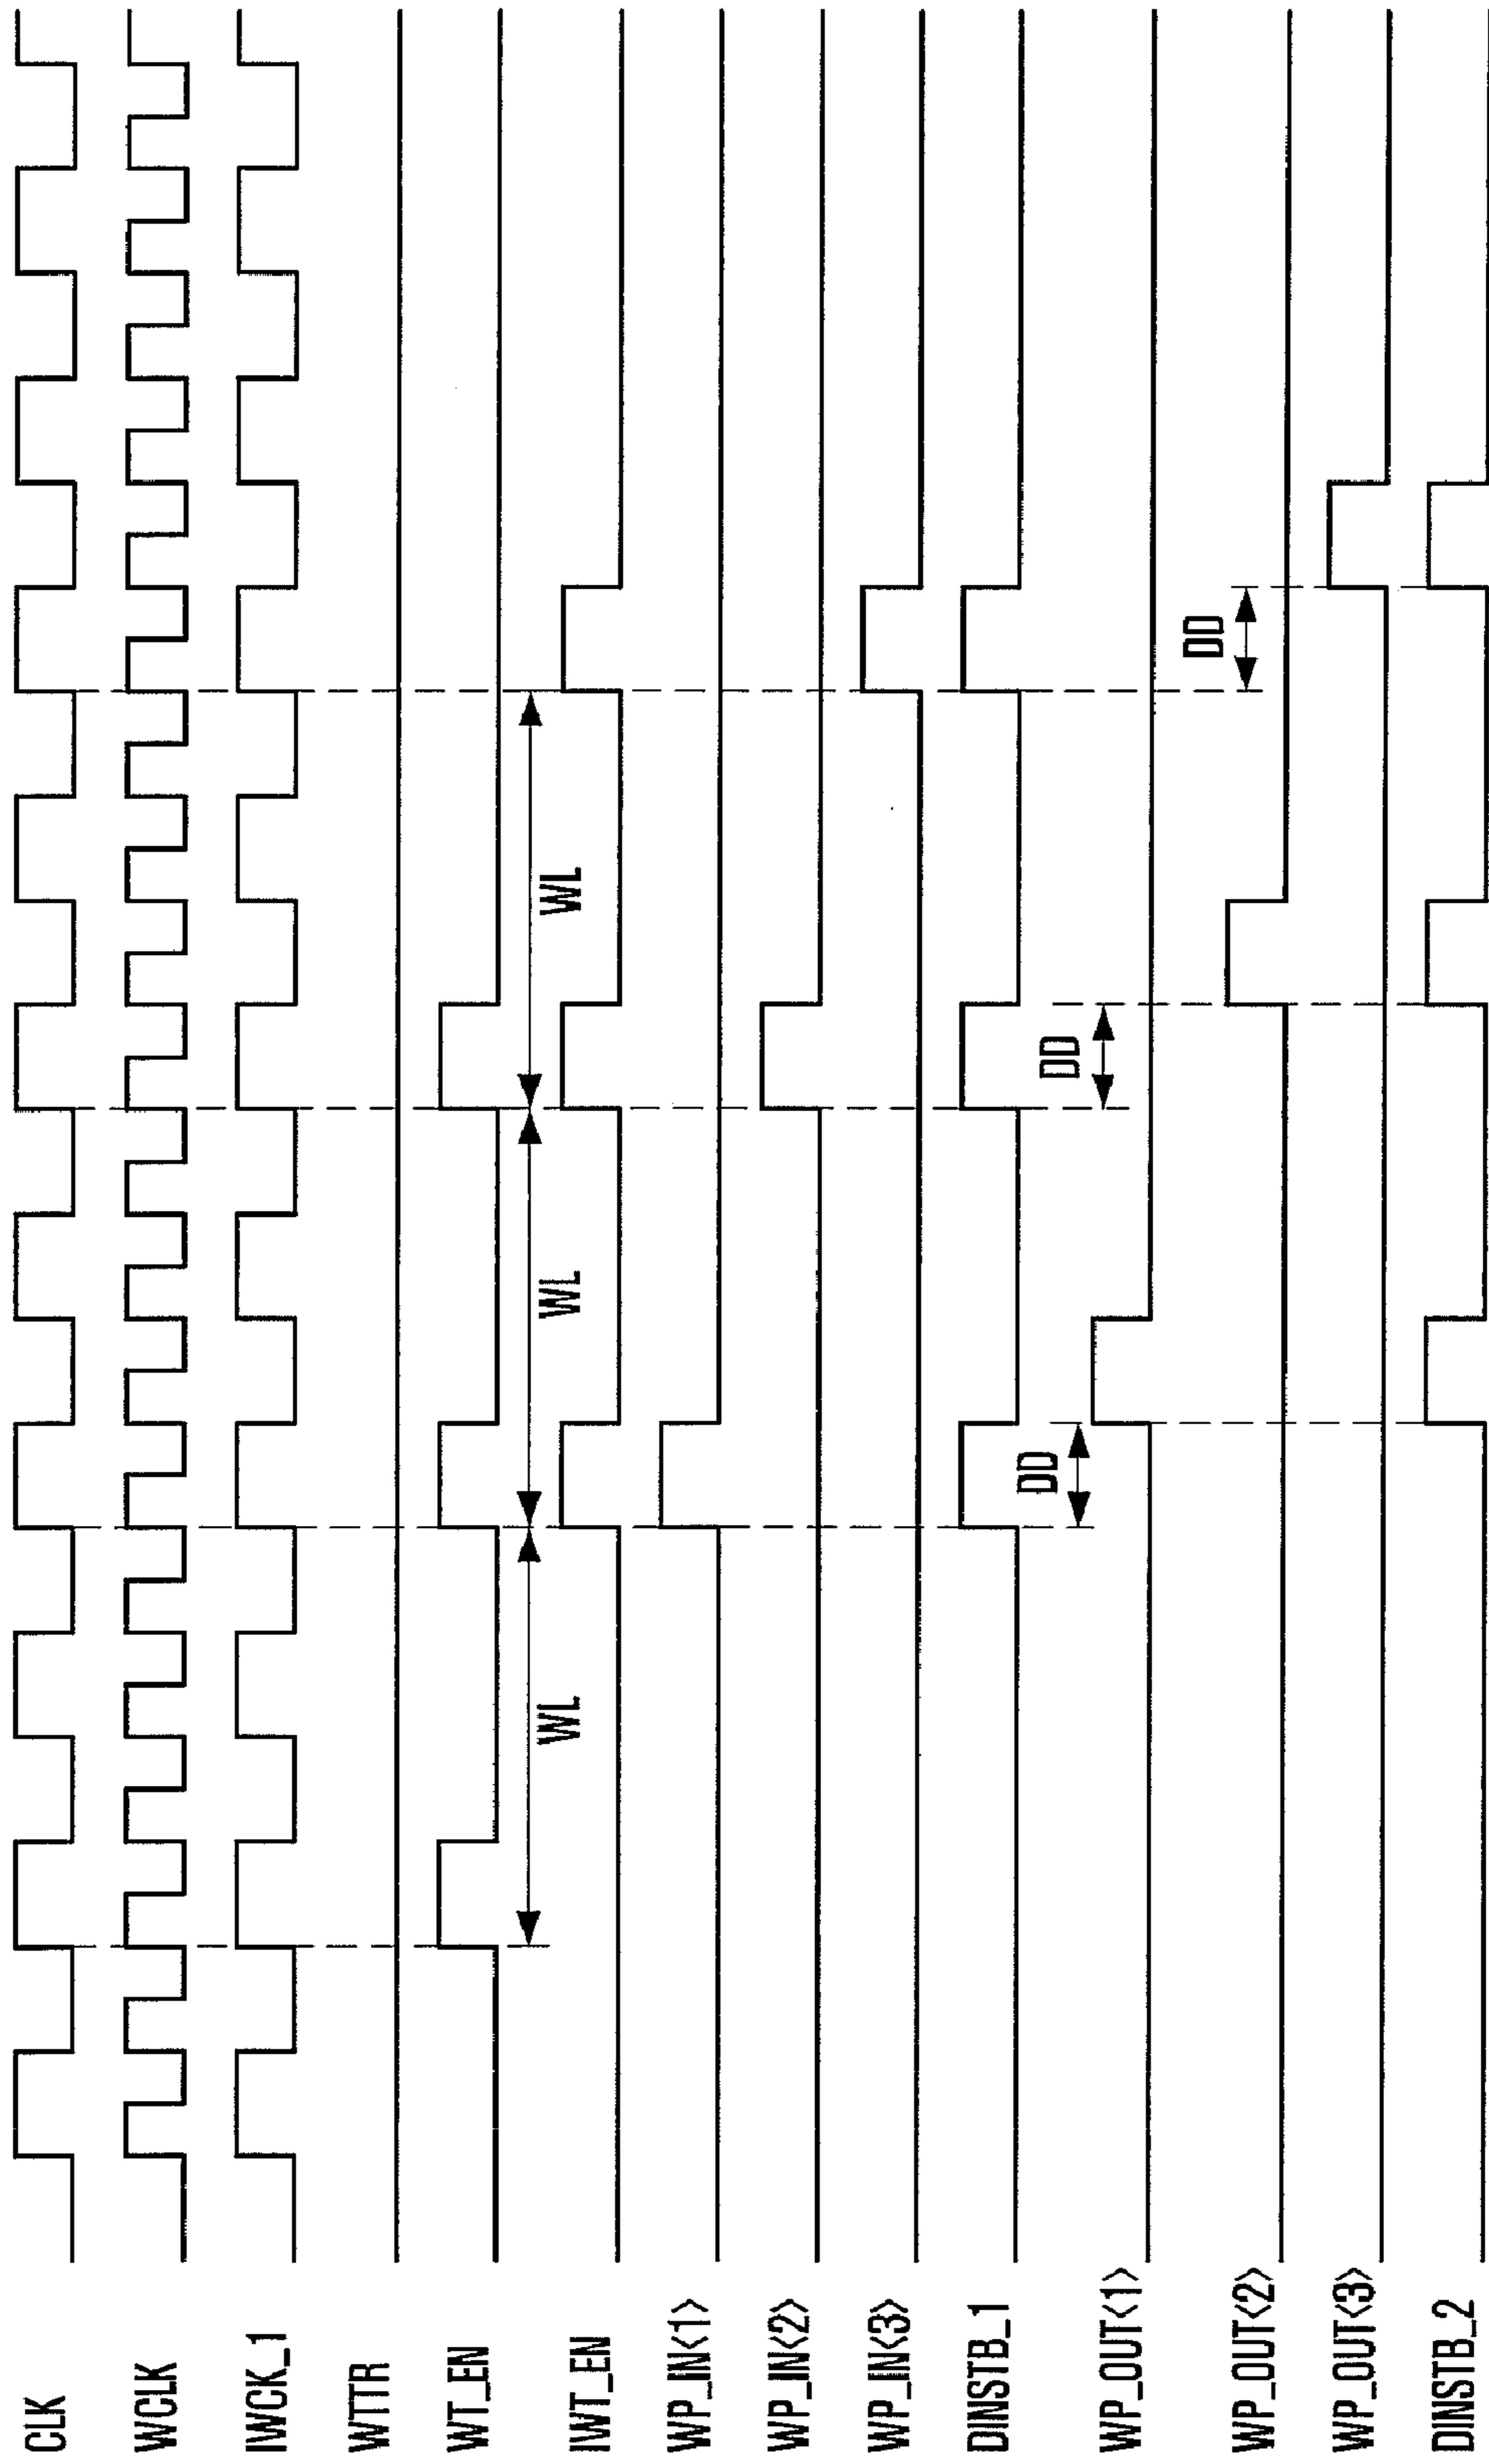 CLK
WCLK
IWCK_1
WTTR
WT_EN
WL
WL
WL
IWT_EN
WP_IN<1>
WP_IN<2>
WP_IN<3>
DINSTB_1
DD
DD
DD
WP_OUT<1>
WP_OUT<2>
WP_OUT<3>
DINSTB_2